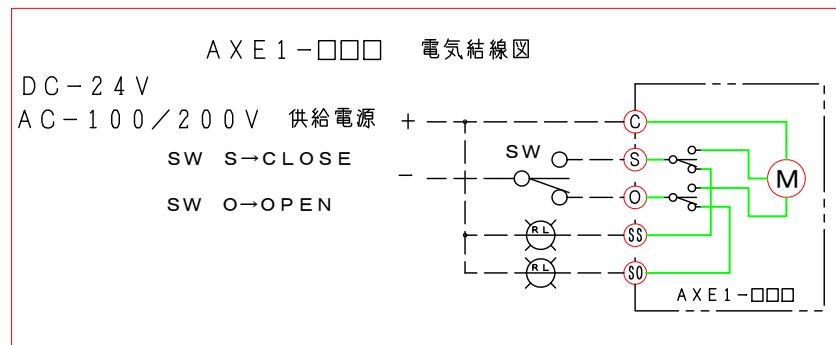 AXE1-□□□ 電気結線図
DC-24V
AC-100/200V 供給電源 +
C
SW S→CLOSE
SW
S
-
M
SW O→OPEN
O
RL
SS
RL
SO
AXE1-□□□